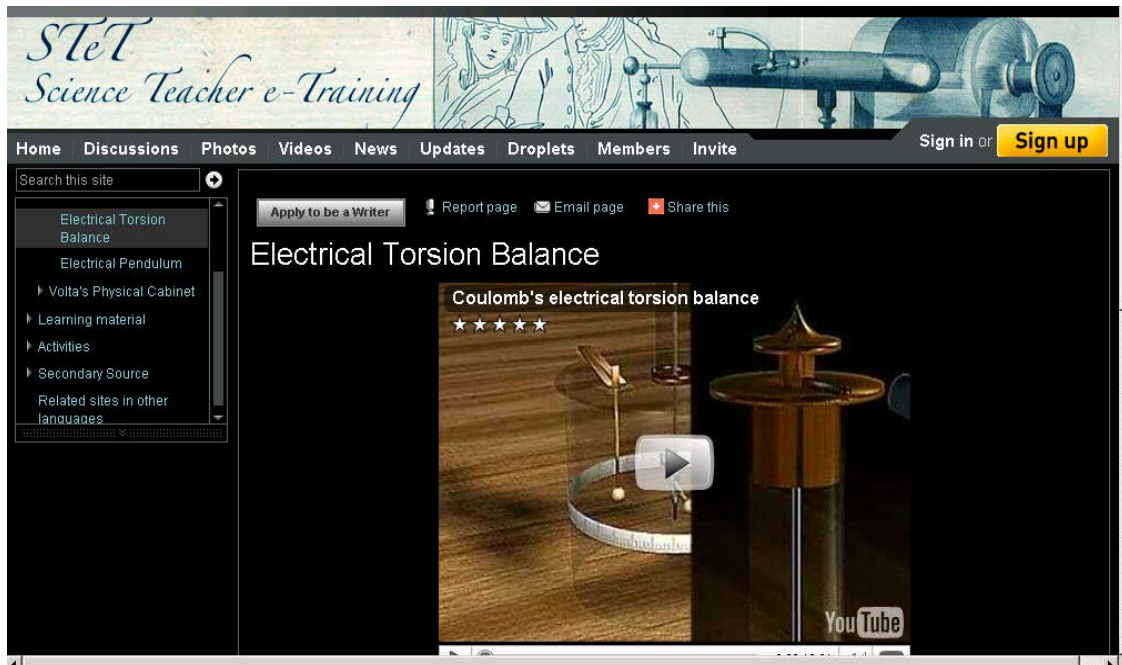 STeT
Science Teacher e-Training
Home Discussions Photos Videos News Updates Droplets Members Invite
Sign in or Sign up
Search this site
Apply to be a Writer Report page Email page Share this
Electrical Torsion
Balance
Electrical Pendulum
Volta's Physical Cabinet
Learning material
Activities
Secondary Source
Related sites in other
languages
Electrical Torsion Balance
Coulomb's electrical torsion balance
YouTube